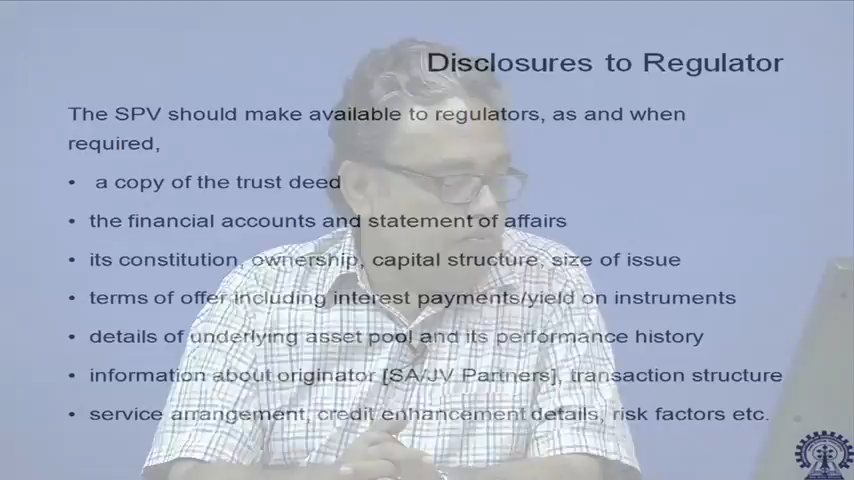 Disclosures to Regulator
The SPV should make available to regulators, as and when
required,
• a copy of the trust deed
• the financial accounts and statement of affairs
• its constitution, ownership, capital structure, size of issue
• terms of offer including interest payments/yield on instruments
• details of underlying asset pool and its performance history
• information about originator [SA/JV Partners], transaction structure
• service arrangement, credit enhancement details, risk factors etc.